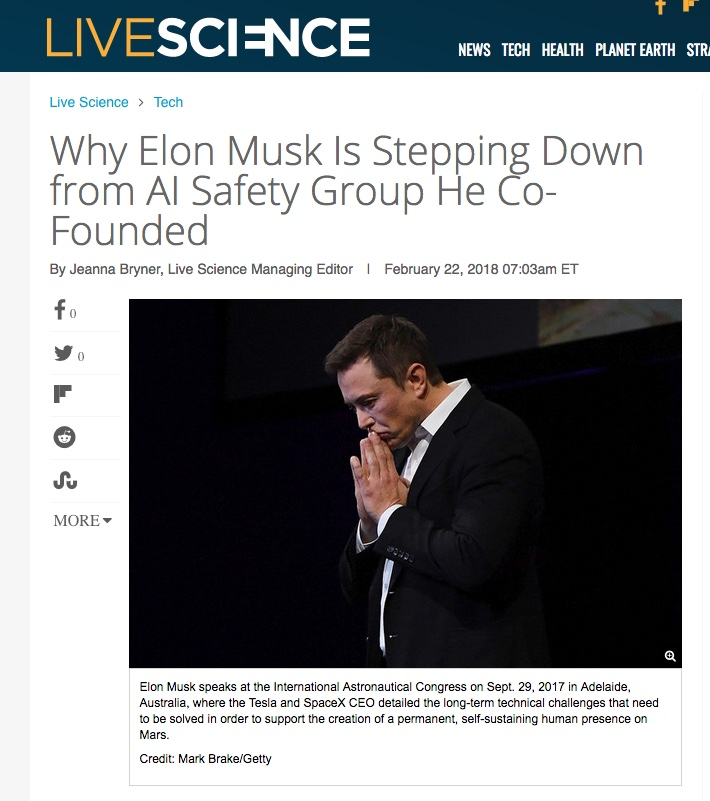 LIVESCIENCE
NEWS TECH HEALTH PLANET EARTH
Live Science > Tech
Why Elon Musk Is Stepping Down
from AI Safety Group He Co-
Founded
By Jeanna Bryner, Live Science Managing Editor | February 22, 2018 07:03am ET
0
0
MORE
Elon Musk speaks at the International Astronautical Congress on Sept. 29, 2017 in Adelaide,
Australia, where the Tesla and SpaceX CEO detailed the long-term technical challenges that need
to be solved in order to support the creation of a permanent, self-sustaining human presence on
Mars.
Credit: Mark Brake/Getty